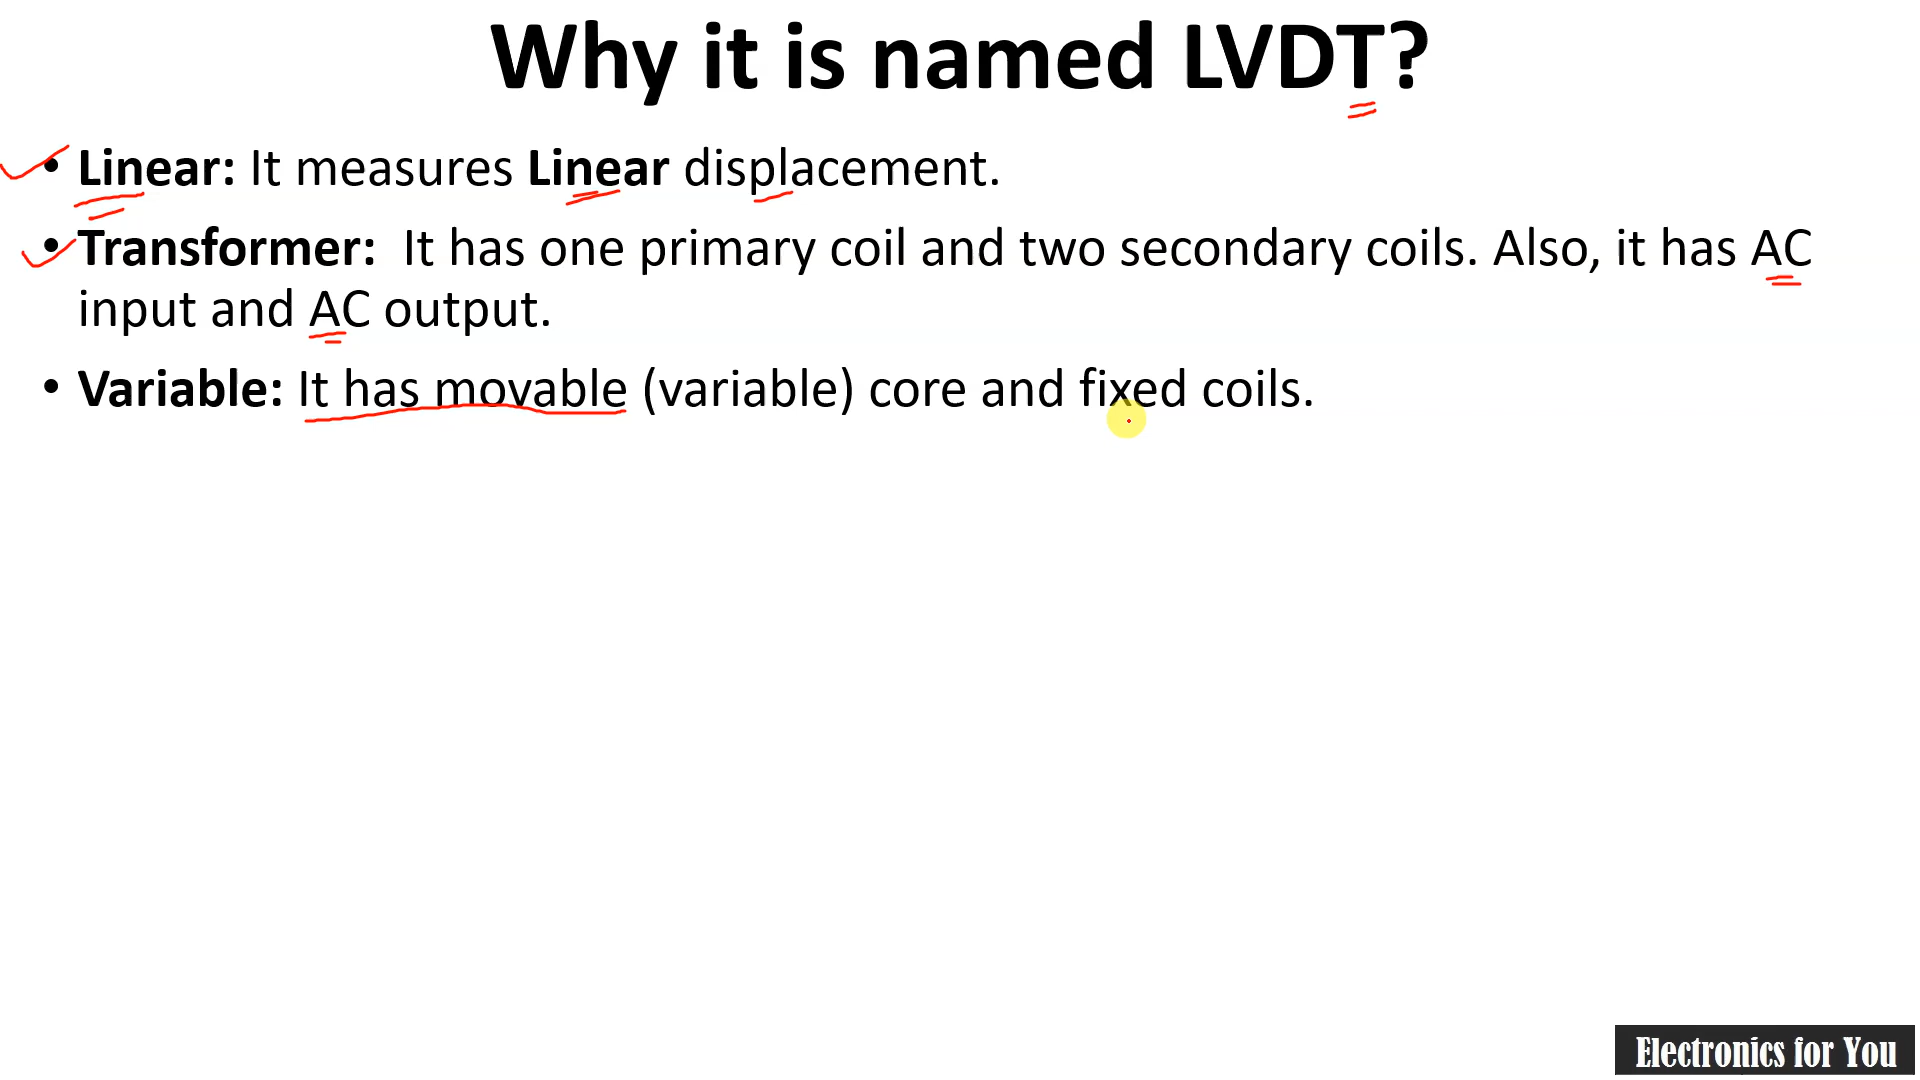 Why it is named LVDT?
• Linear: It measures Linear displacement.
• Transformer: It has one primary coil and two secondary coils. Also, it has AC
input and AC output.
• Variable: It has movable (variable) core and fixed coils.
Electronics for You